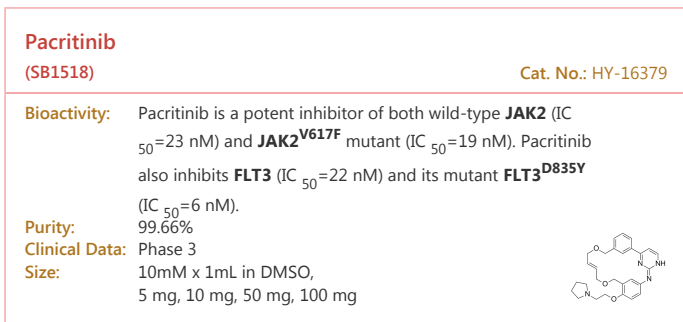 Pacritinib
(SB1518) Cat. No.: HY-16379
Bioactivity: Pacritinib is a potent inhibitor of both wild-type JAK2 (IC
50=23 nM) and JAK2V617F mutant (IC 50=19 nM). Pacritinib
also inhibits FLT3 (IC 50=22 nM) and its mutant FLT3D835Y
(IC 50=6 nM).
Purity: 99.66%
Clinical Data: Phase 3
Size: 10mM x 1mL in DMSO,
5 mg, 10 mg, 50 mg, 100 mg
O
N
NH
O
N
N
O